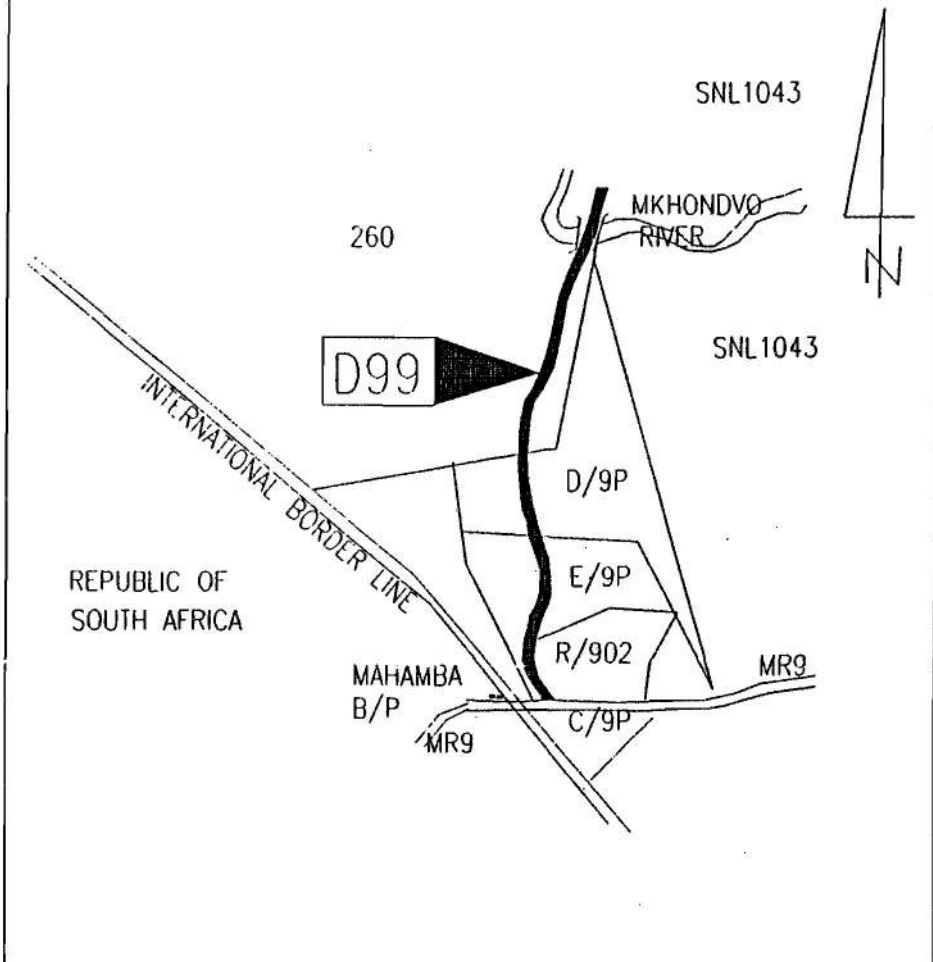 SNL1043
MKHONDVO
RIVER
260
N
SNL1043
D99
INTERNATIONAL BORDER LINE
D/9P
E/9P
REPUBLIC OF
SOUTH AFRICA
R/902
MAHAMBA
B/P
MR9
C/9P
MR9